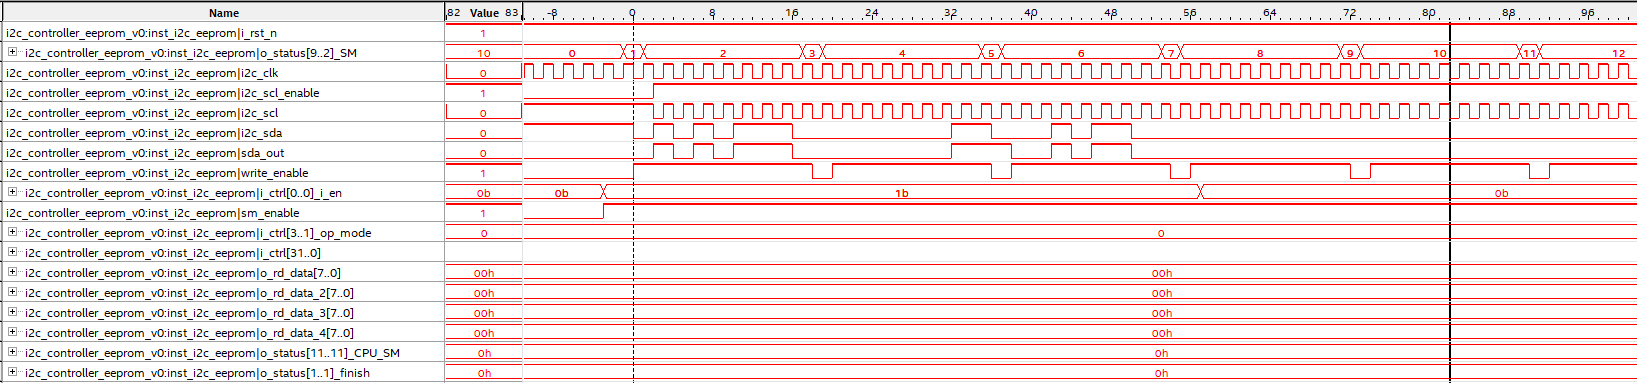 Name 82 Value 83 -8 0 8 16 24 32 40 48 56 64 72 80 88 96
i2c_controller_eeprom_v0:inst_i2c_eeprom|i_rst_n 1
i2c_controller_eeprom_v0:inst_i2c_eeprom|o_status[9..2]_SM 10 0 1 2 3 4 5 6 7 8 9 10 11 12
i2c_controller_eeprom_v0:inst_i2c_eeprom|i2c_clk 0
i2c_controller_eeprom_v0:inst_i2c_eeprom|i2c_scl_enable 1
i2c_controller_eeprom_v0:inst_i2c_eeprom|i2c_scl 0
i2c_controller_eeprom_v0:inst_i2c_eeprom|i2c_sda 0
i2c_controller_eeprom_v0:inst_i2c_eeprom|sda_out 0
i2c_controller_eeprom_v0:inst_i2c_eeprom|write_enable 1
i2c_controller_eeprom_v0:inst_i2c_eeprom|i_ctrl[0..0]_i_en 0b 0b 1b 0b
i2c_controller_eeprom_v0:inst_i2c_eeprom|sm_enable 1
i2c_controller_eeprom_v0:inst_i2c_eeprom|i_ctrl[3..1]_op_mode 0 0
i2c_controller_eeprom_v0:inst_i2c_eeprom|i_ctrl[31..0]
i2c_controller_eeprom_v0:inst_i2c_eeprom|o_rd_data[7..0] 00h 00h
i2c_controller_eeprom_v0:inst_i2c_eeprom|o_rd_data_2[7..0] 00h 00h
i2c_controller_eeprom_v0:inst_i2c_eeprom|o_rd_data_3[7..0] 00h 00h
i2c_controller_eeprom_v0:inst_i2c_eeprom|o_rd_data_4[7..0] 00h 00h
i2c_controller_eeprom_v0:inst_i2c_eeprom|o_status[11..11]_CPU_SM 0h 0h
i2c_controller_eeprom_v0:inst_i2c_eeprom|o_status[1..1]_finish 0h 0h